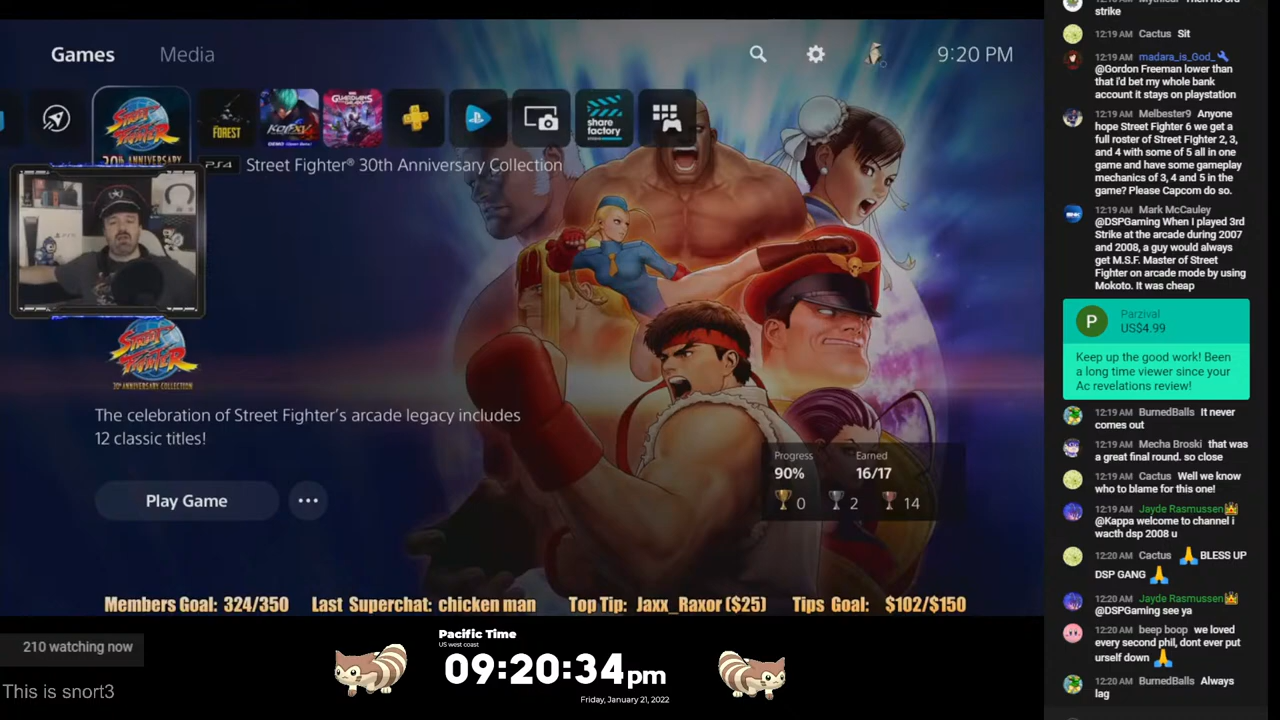 Games
Media
9:20 PM
STREET FIGHTER
30th ANNIVERSARY
FOREST
KOFXV
GUARDIANS
share
factory
PS4
Street Fighter® 30th Anniversary Collection
STREET FIGHTER
30th ANNIVERSARY COLLECTION
The celebration of Street Fighter's arcade legacy includes
12 classic titles!
Play Game
Progress
Earned
90%
16/17
0
2
14
Members Goal: 324/350
Last Superchat: chicken man
Top Tip: Jaxx_Raxor ($25)
Tips Goal: $102/$150
210 watching now
This is snort3
Pacific Time
US west coast
09:20:34pm
Friday, January 21, 2022
strike
12:19 AM Cactus Sit
12:19 AM madara_is_God_
@Gordon Freeman lower than
that i'd bet my whole bank
account it stays on playstation
12:19 AM Melbester9 Anyone
hope Street Fighter 6 we get a
full roster of Street Fighter 2, 3,
and 4 with some of 5 all in one
game and have some gameplay
mechanics of 3, 4 and 5 in the
game? Please Capcom do so.
12:19 AM Mark McCauley
@DSPGaming When I played 3rd
Strike at the arcade during 2007
and 2008, a guy would always
get M.S.F. Master of Street
Fighter on arcade mode by using
Mokoto. It was cheap
P
Parzival
US$4.99
Keep up the good work! Been
a long time viewer since your
Ac revelations review!
12:19 AM BurnedBalls It never
comes out
12:19 AM Mecha Broski that was
a great final round. so close
12:19 AM Cactus Well we know
who to blame for this one!
12:19 AM Jayde Rasmussen
@Kappa welcome to channel i
wacth dsp 2008 u
12:20 AM Cactus 🙏 BLESS UP
DSP GANG 🙏
12:20 AM Jayde Rasmussen
@DSPGaming see ya
12:20 AM beep boop we loved
every second phil, dont ever put
urself down 🙏
12:20 AM BurnedBalls Always
lag